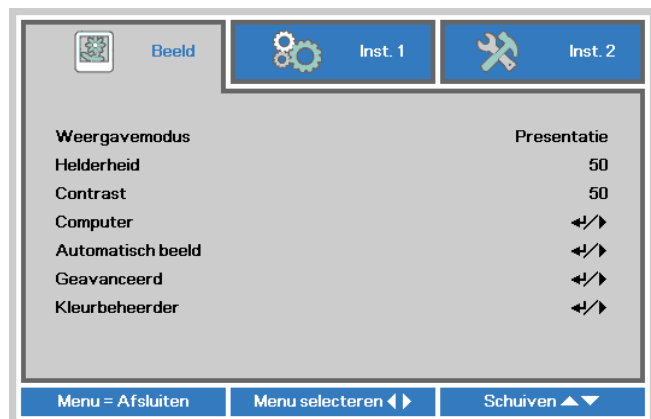 Beeld
Inst. 1
Inst. 2
Weergavemodus Presentatie
Helderheid 50
Contrast 50
Computer ↵/▶
Automatisch beeld ↵/▶
Geavanceerd ↵/▶
Kleurbeheerder ↵/▶
Menu = Afsluiten
Menu selecteren ◀ ▶
Schuiven ▲▼